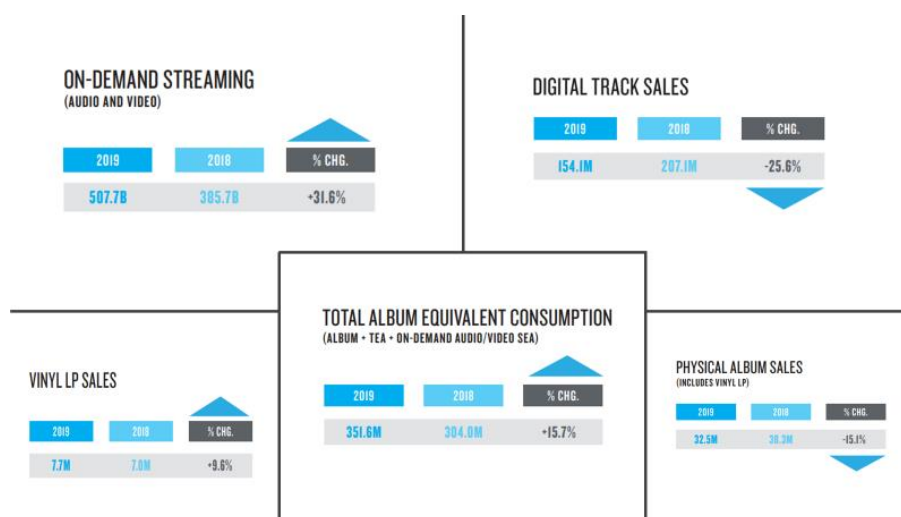 ON-DEMAND STREAMING
(AUDIO AND VIDEO)
2019 2018 % CHG.
507.7B 385.7B +31.6%
DIGITAL TRACK SALES
2019 2018 % CHG.
154.1M 207.1M -25.6%
VINYL LP SALES
2019 2018 % CHG.
7.7M 7.0M +9.6%
TOTAL ALBUM EQUIVALENT CONSUMPTION
(ALBUM + TEA + ON-DEMAND AUDIO/VIDEO SEA)
2019 2018 % CHG.
351.6M 304.0M +15.7%
PHYSICAL ALBUM SALES
(INCLUDES VINYL LP)
2019 2018 % CHG.
32.5M 38.3M -15.1%